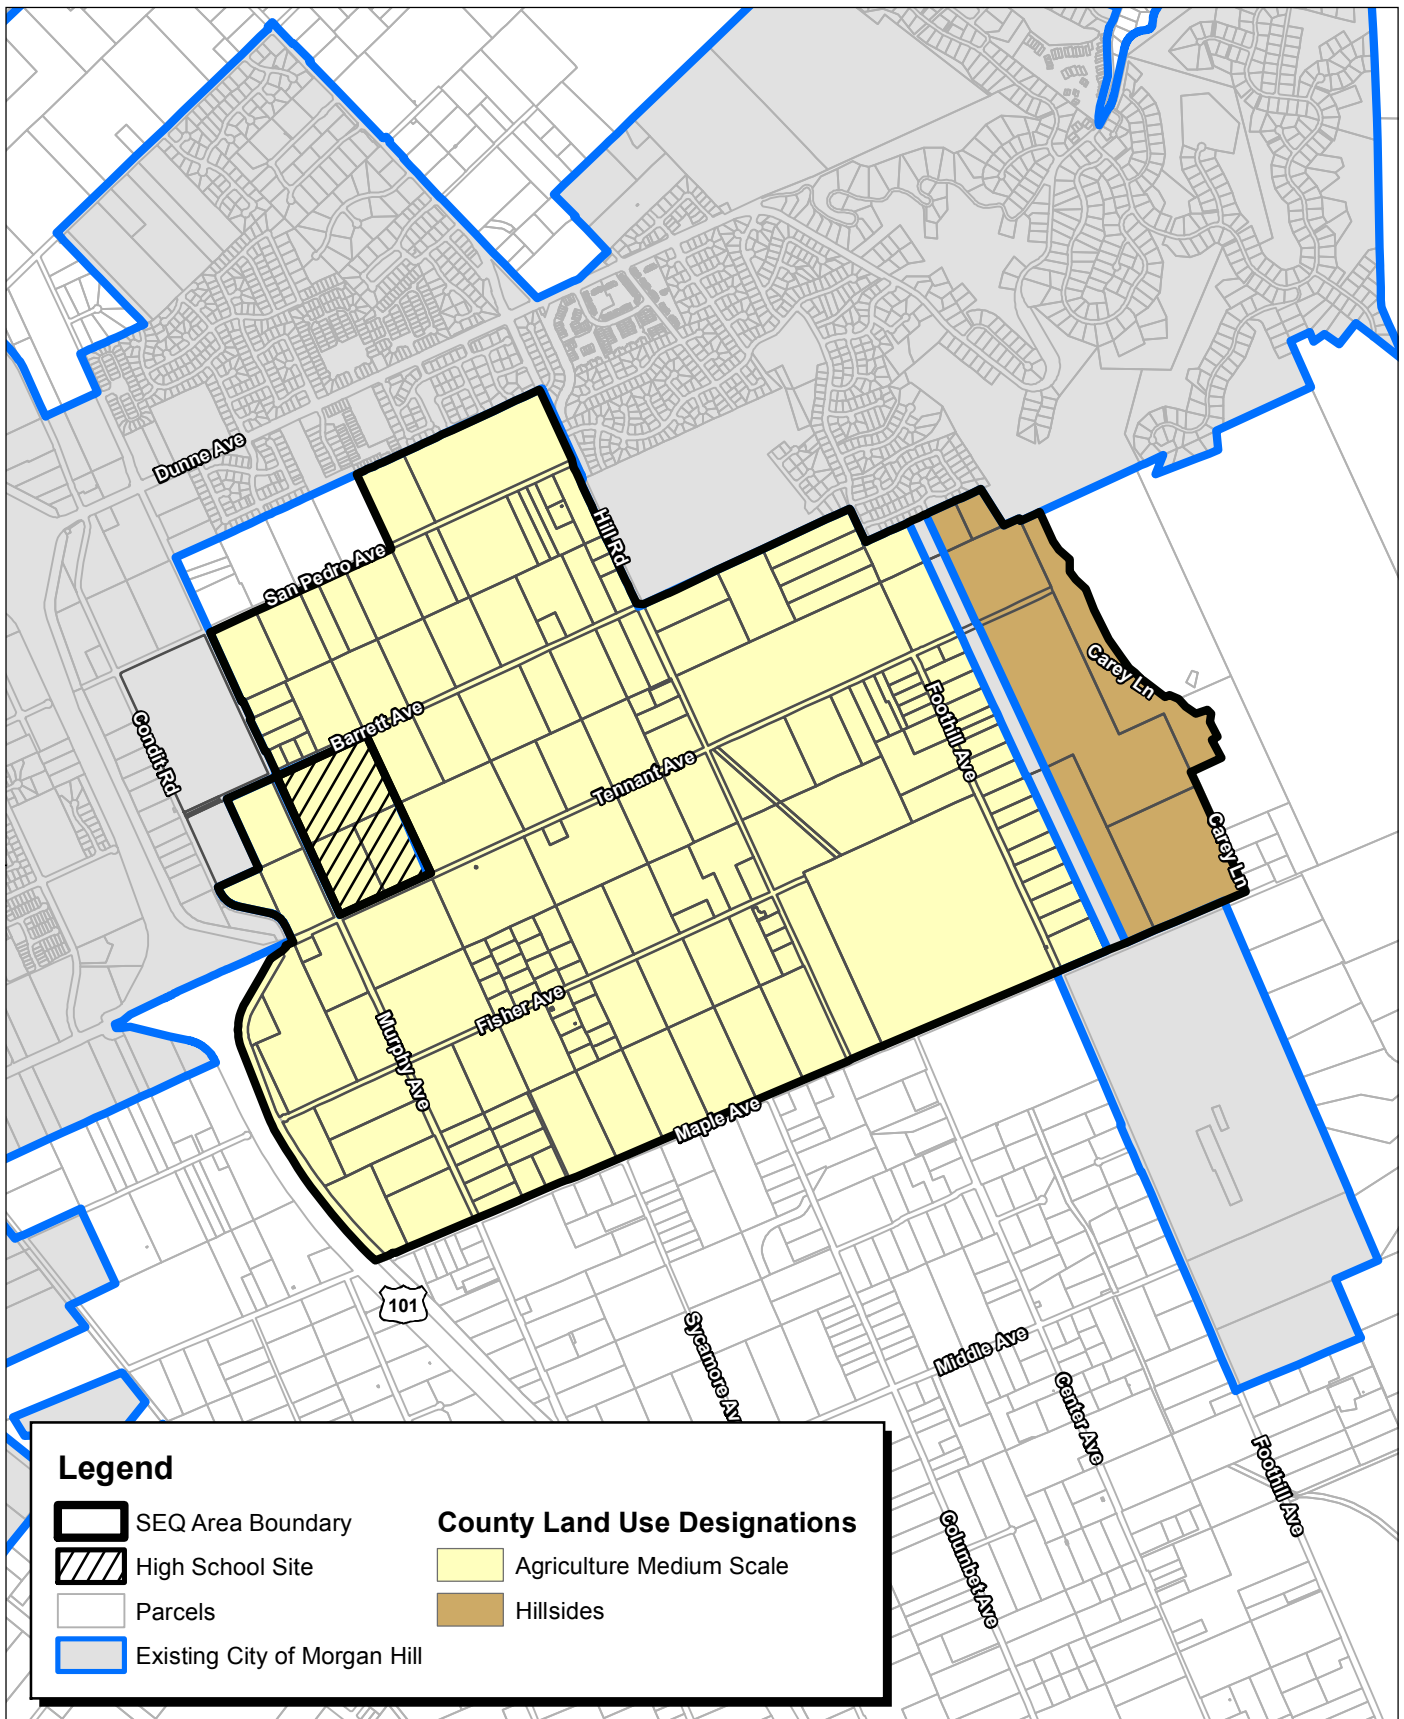 Dunne Ave
Hill Rd
San Pedro Ave
Carey Ln
Condit Rd
Barrett Ave
Foothill Ave
Tennant Ave
Carey Ln
Fisher Ave
Murphy Ave
Maple Ave
101
Sycamore Av
Middle Ave
Center Ave
Foothill Ave
Columbet Ave
Legend
SEQ Area Boundary
High School Site
Parcels
Existing City of Morgan Hill
County Land Use Designations
Agriculture Medium Scale
Hillsides